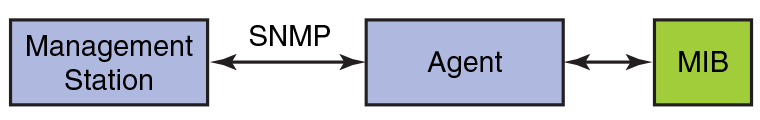 Management
Station
SNMP
Agent
MIB